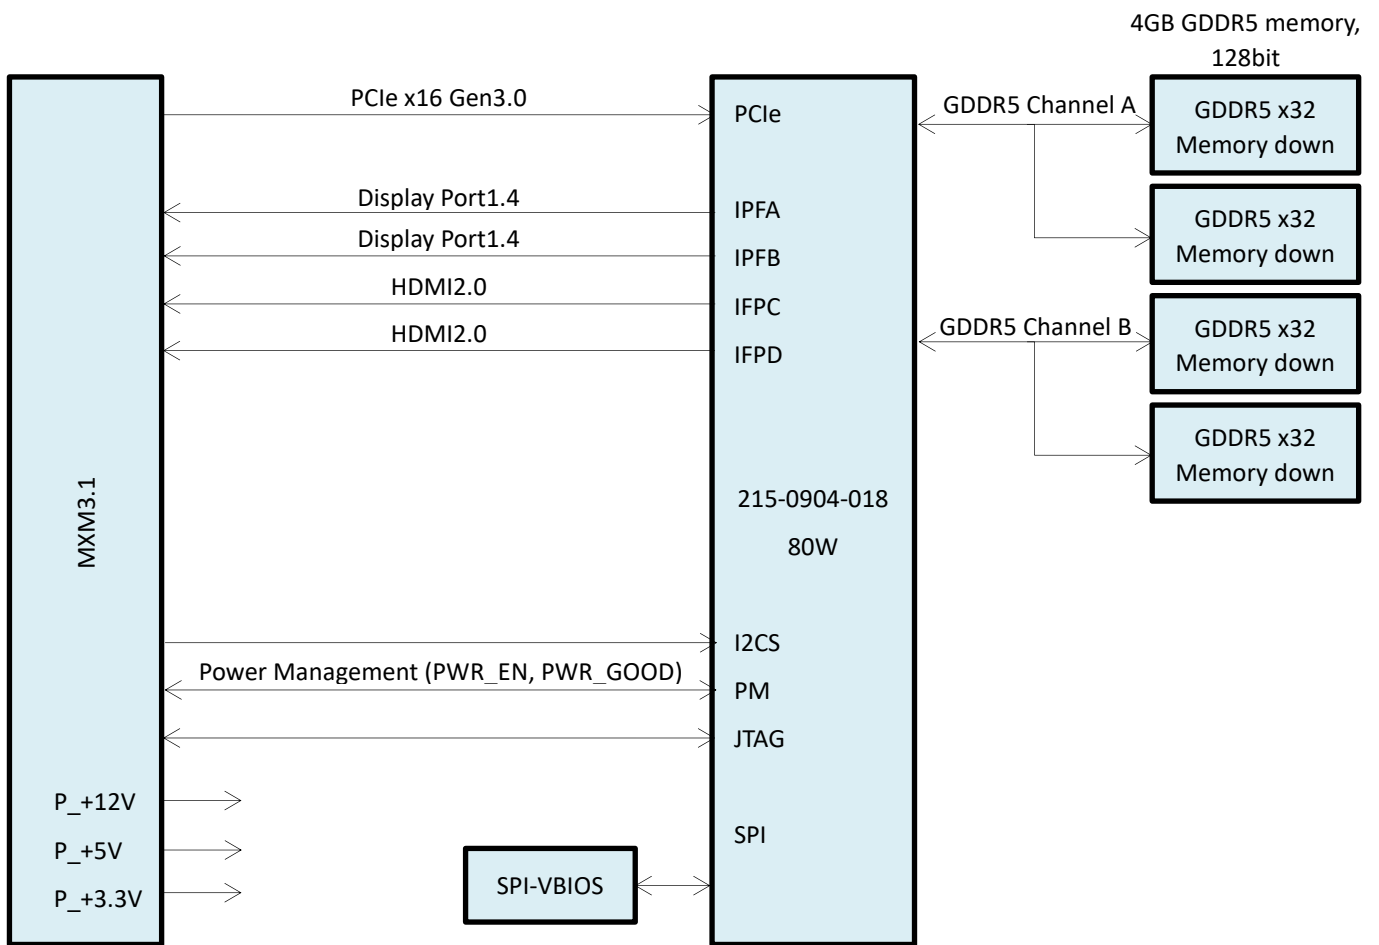 4GB GDDR5 memory,
128bit
PCIe x16 Gen3.0
PCIe
GDDR5 Channel A
GDDR5 x32
Memory down
Display Port1.4
IPFA
Display Port1.4
IPFB
GDDR5 x32
Memory down
HDMI2.0
IFPC
HDMI2.0
IFPD
GDDR5 Channel B
GDDR5 x32
Memory down
GDDR5 x32
Memory down
MXM3.1
215-0904-018
80W
I2CS
Power Management (PWR_EN, PWR_GOOD)
PM
JTAG
P_+12V
P_+5V
P_+3.3V
SPI
SPI-VBIOS